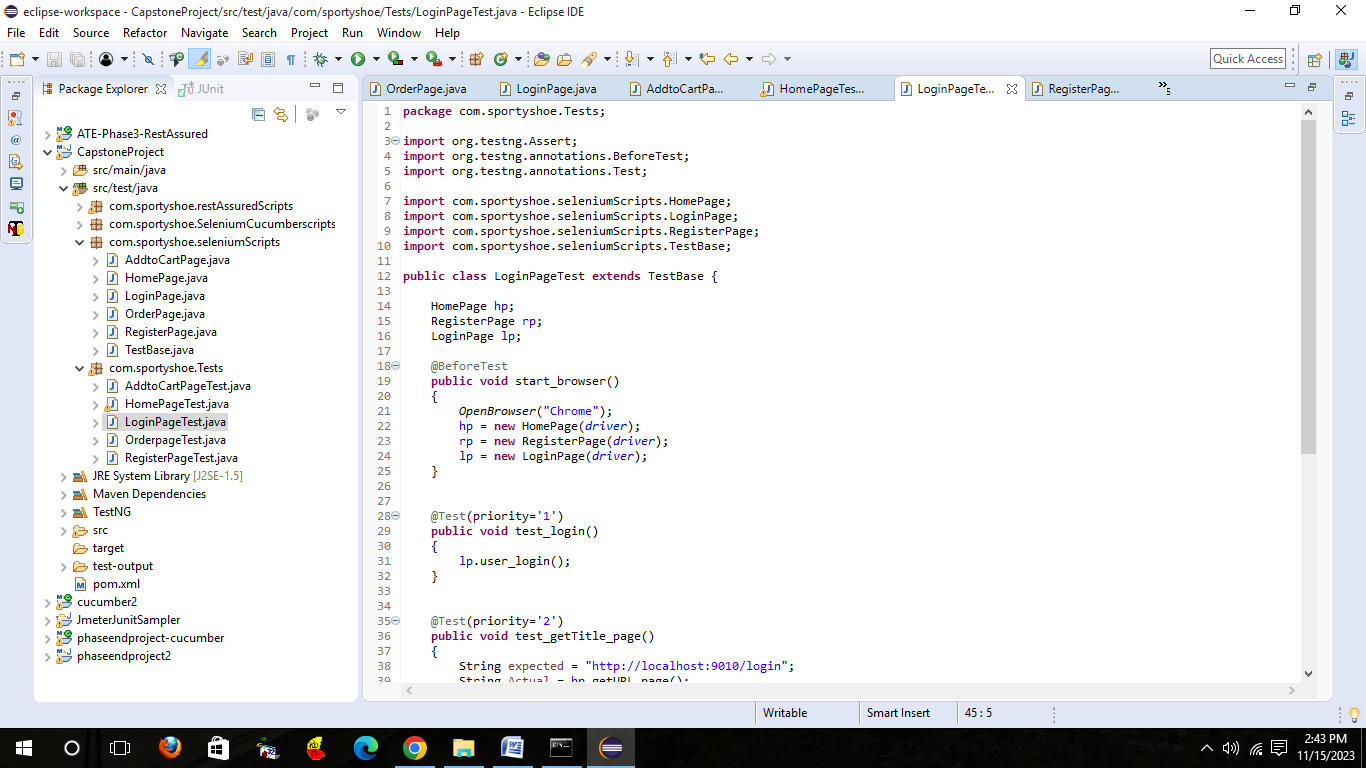 eclipse-workspace - CapstoneProject/src/test/java/com/sportyshoe/Tests/LoginPageTest.java - Eclipse IDE
File Edit Source Refactor Navigate Search Project Run Window Help
Quick Access
Package Explorer JUnit
ATE-Phase3-RestAssured
CapstoneProject
src/main/java
src/test/java
com.sportyshoe.restAssuredScripts
com.sportyshoe.SeleniumCucumberscripts
com.sportyshoe.seleniumScripts
AddtoCartPage.java
HomePage.java
LoginPage.java
OrderPage.java
RegisterPage.java
TestBase.java
com.sportyshoe.Tests
AddtoCartPageTest.java
HomePageTest.java
LoginPageTest.java
OrderpageTest.java
RegisterPageTest.java
JRE System Library [J2SE-1.5]
Maven Dependencies
TestNG
src
target
test-output
pom.xml
cucumber2
JmeterJunitSampler
phaseendproject-cucumber
phaseendproject2
OrderPage.java LoginPage.java AddtoCartPa... HomePageTes... LoginPageTe... RegisterPag... »5
1 package com.sportyshoe.Tests;
2
3 import org.testng.Assert;
4 import org.testng.annotations.BeforeTest;
5 import org.testng.annotations.Test;
6
7 import com.sportyshoe.seleniumScripts.HomePage;
8 import com.sportyshoe.seleniumScripts.LoginPage;
9 import com.sportyshoe.seleniumScripts.RegisterPage;
10 import com.sportyshoe.seleniumScripts.TestBase;
11
12 public class LoginPageTest extends TestBase {
13
14 HomePage hp;
15 RegisterPage rp;
16 LoginPage lp;
17
18 @BeforeTest
19 public void start_browser()
20 {
21 OpenBrowser("Chrome");
22 hp = new HomePage(driver);
23 rp = new RegisterPage(driver);
24 lp = new LoginPage(driver);
25 }
26
27
28 @Test(priority='1')
29 public void test_login()
30 {
31 lp.user_login();
32 }
33
34
35 @Test(priority='2')
36 public void test_getTitle_page()
37 {
38 String expected = "http://localhost:9010/login";
39 String Actual = hp.getURL_page();
Writable Smart Insert 45 : 5
2:43 PM
11/15/2023